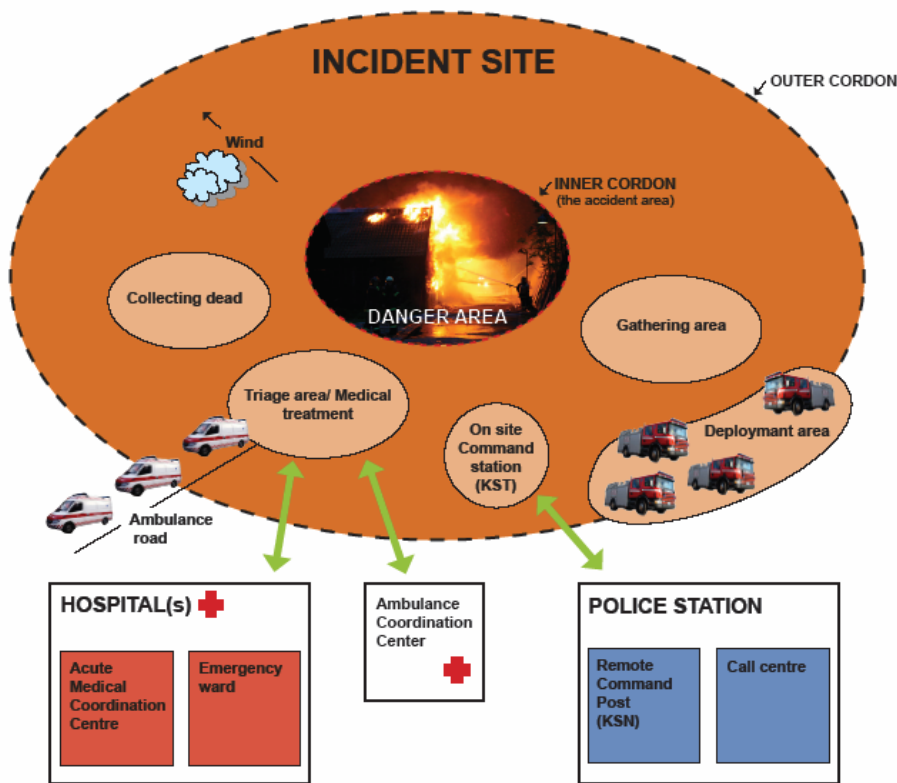 INCIDENT SITE
OUTER CORDON
Wind
INNER CORDON
(the accident area)
DANGER AREA
Collecting dead
Gathering area
Triage area/ Medical
treatment
On site
Command
station
(KST)
Deploymant area
Ambulance
road
HOSPITAL(s)
Acute
Medical
Coordination
Centre
Emergency
ward
Ambulance
Coordination
Center
POLICE STATION
Remote
Command
Post
(KSN)
Call centre